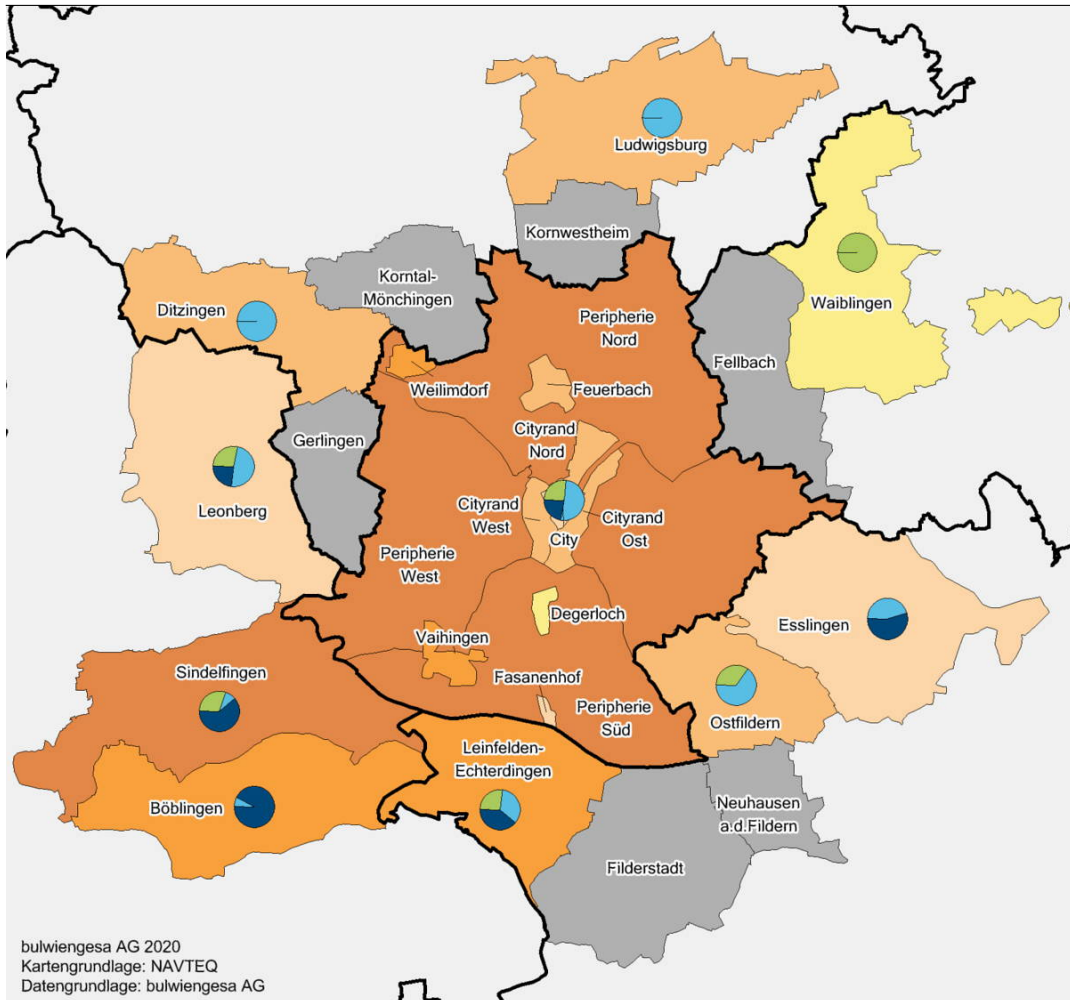 Ludwigsburg
Kornwestheim
Korntal-
Mönchingen
Ditzingen
Waiblingen
Peripherie
Nord
Fellbach
Weilimdorf
Feuerbach
Gerlingen
Cityrand
Nord
Leonberg
Cityrand
West
City
Cityrand
Ost
Peripherie
West
Degerloch
Esslingen
Vaihingen
Sindelfingen
Fasanenhof
Peripherie
Süd
Ostfildern
Leinfelden-
Echterdingen
Böblingen
Neuhausen
a.d.Fildern
Filderstadt
bulwiengesa AG 2020
Kartengrundlage: NAVTEQ
Datengrundlage: bulwiengesa AG